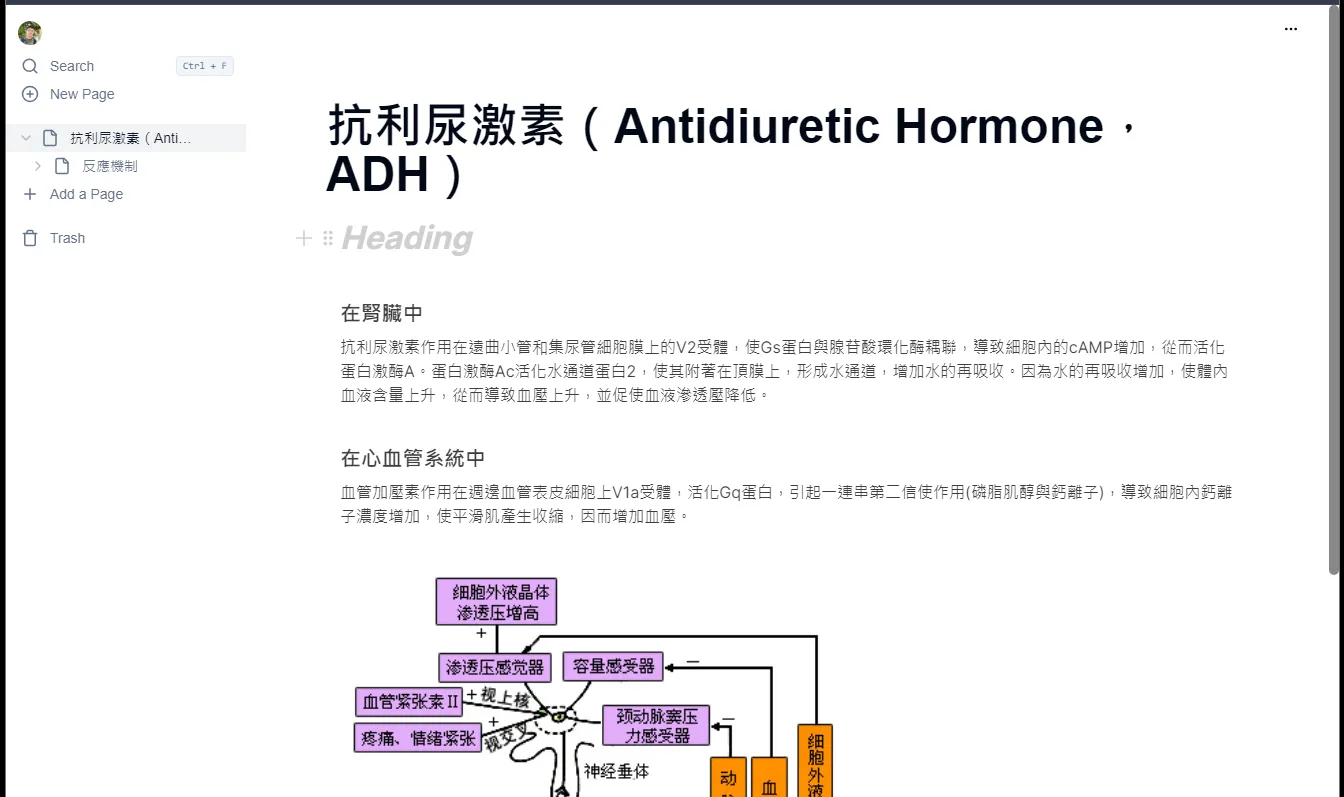 Search
Ctrl + F
New Page
抗利尿激素（Anti...
反應機制
Add a Page
Trash
抗利尿激素（Antidiuretic Hormone，
ADH）
Heading
在腎臟中
抗利尿激素作用在遠曲小管和集尿管細胞膜上的V2受體，使Gs蛋白與腺苷酸環化酶耦聯，導致細胞內的cAMP增加，從而活化
蛋白激酶A。蛋白激酶Ac活化水通道蛋白2，使其附著在頂膜上，形成水通道，增加水的再吸收。因為水的再吸收增加，使體內
血液含量上升，從而導致血壓上升，並促使血液滲透壓降低。
在心血管系統中
血管加壓素作用在週邊血管表皮細胞上V1a受體，活化Gq蛋白，引起一連串第二信使作用(磷脂肌醇與鈣離子)，導致細胞內鈣離
子濃度增加，使平滑肌產生收縮，因而增加血壓。
细胞外液晶体
渗透压增高
+
渗透压感觉器
容量感受器
—
血管紧张素II
+视上核
疼痛、情绪紧张
+
视交叉
颈动脉窦压
力感受器
—
神经垂体
动
血
细
胞
外
液